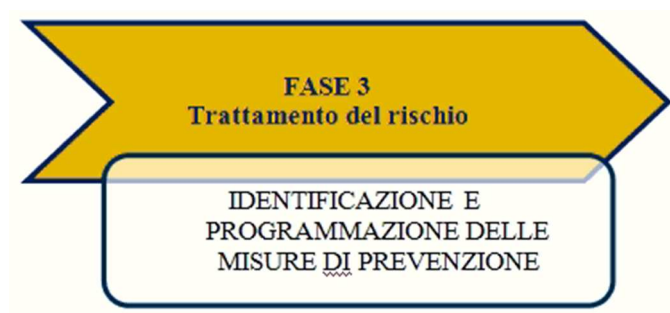 FASE 3
Trattamento del rischio
IDENTIFICAZIONE E
PROGRAMMAZIONE DELLE
MISURE DI PREVENZIONE